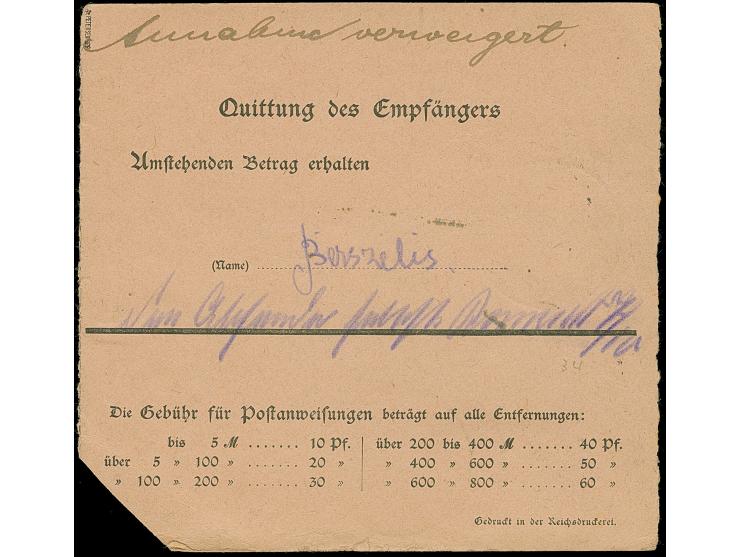 Annahme verweigert
Quittung des Empfängers
Umstehenden Betrag erhalten
(Name) Berszelis.
34
Die Gebühr für Postanweisungen beträgt auf alle Entfernungen:
bis 5 M ....... 10 Pf. über 200 bis 400 M ....... 40 Pf.
über 5 » 100 » ....... 20 » » 400 » 600 » ....... 50 »
» 100 » 200 » ....... 30 » » 600 » 800 » ....... 60 »
Gedruckt in der Reichsdruckerei.